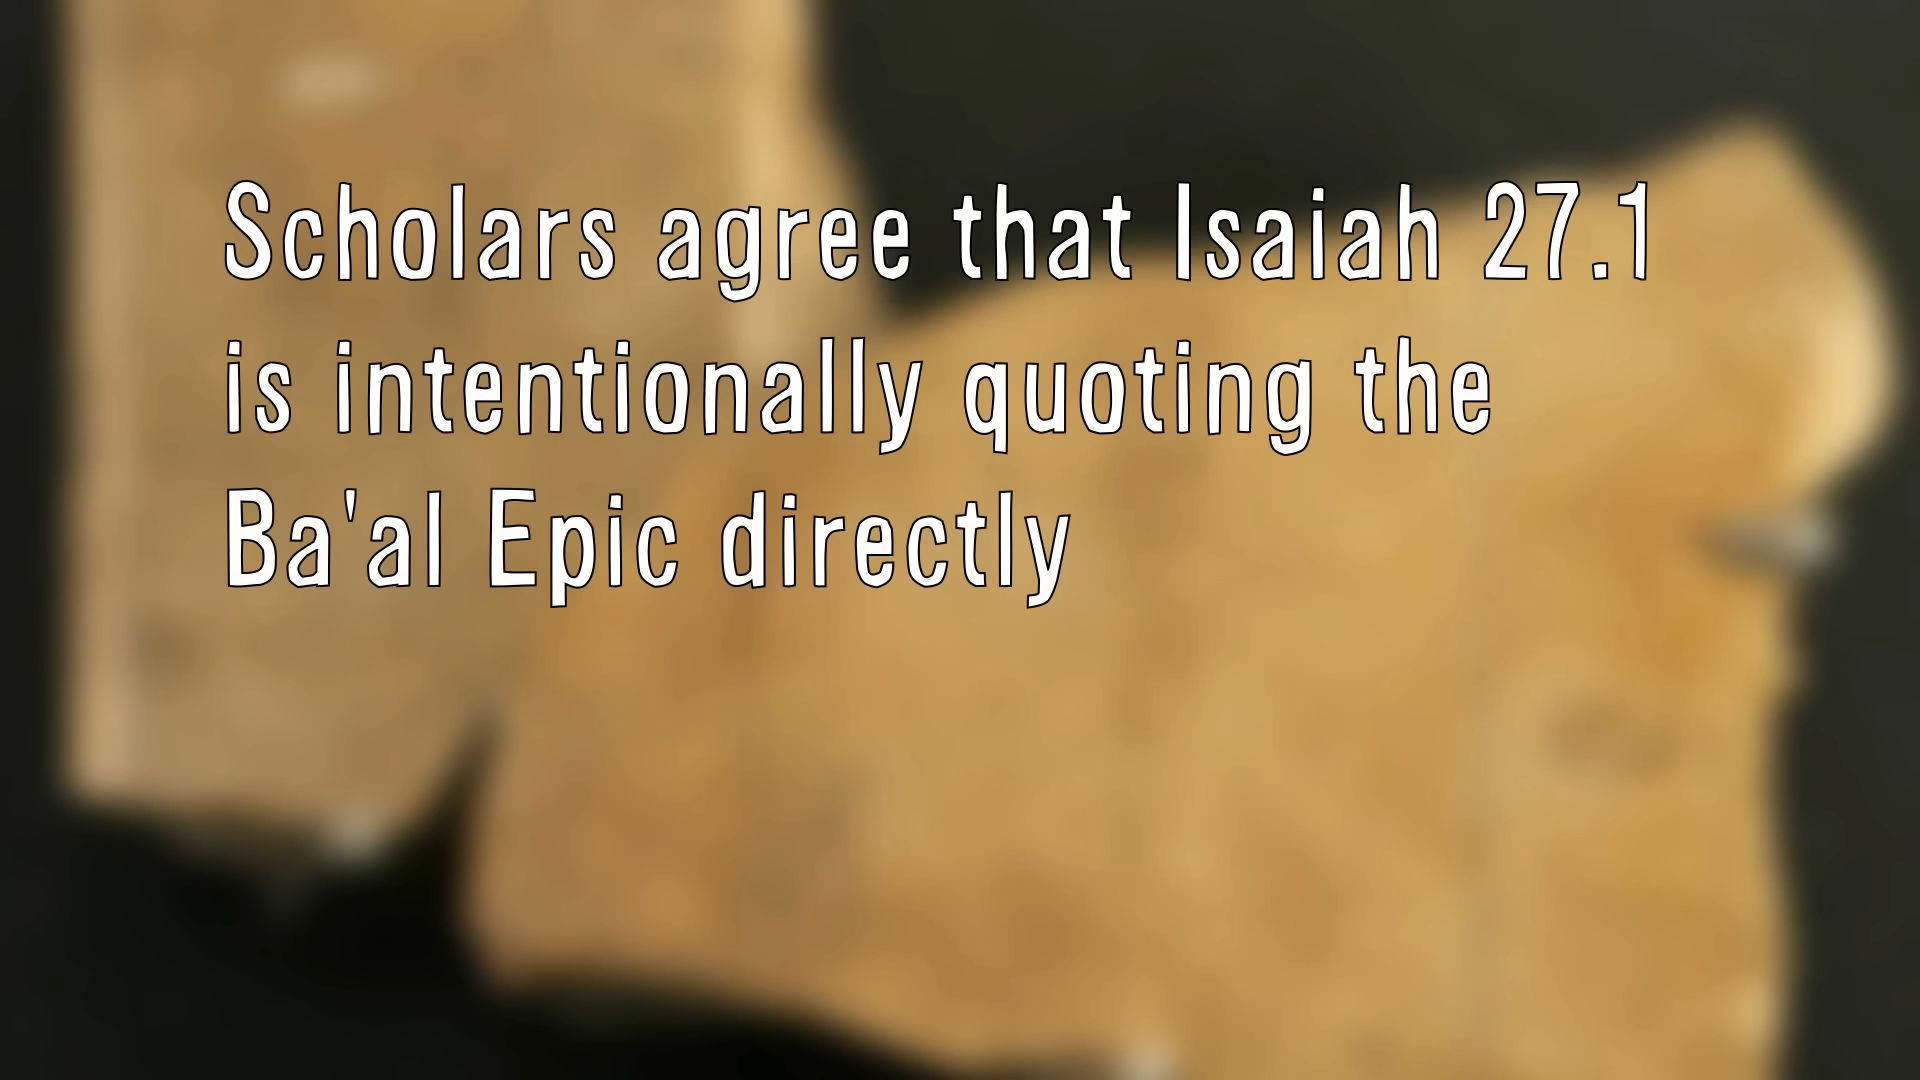 Scholars agree that Isaiah 27.1
is intentionally quoting the
Ba'al Epic directly